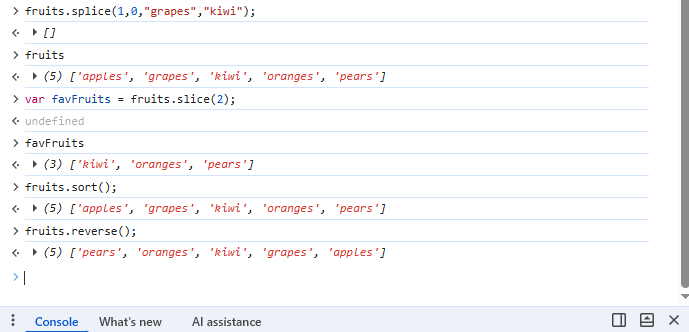 > fruits.splice(1,0,"grapes","kiwi");
<· ▸ []
> fruits
<· ▸ (5) ['apples', 'grapes', 'kiwi', 'oranges', 'pears']
> var favFruits = fruits.slice(2);
<· undefined
> favFruits
<· ▸ (3) ['kiwi', 'oranges', 'pears']
> fruits.sort();
<· ▸ (5) ['apples', 'grapes', 'kiwi', 'oranges', 'pears']
> fruits.reverse();
<· ▸ (5) ['pears', 'oranges', 'kiwi', 'grapes', 'apples']
>
Console What's new AI assistance